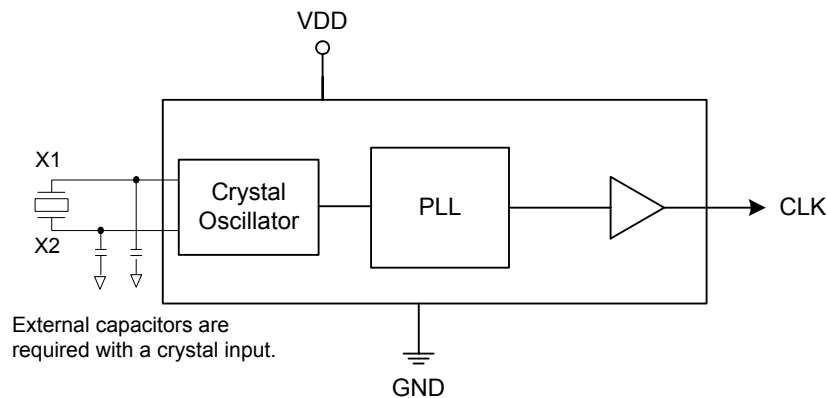 VDD
X1
X2
Crystal
Oscillator
PLL
CLK
External capacitors are
required with a crystal input.
GND